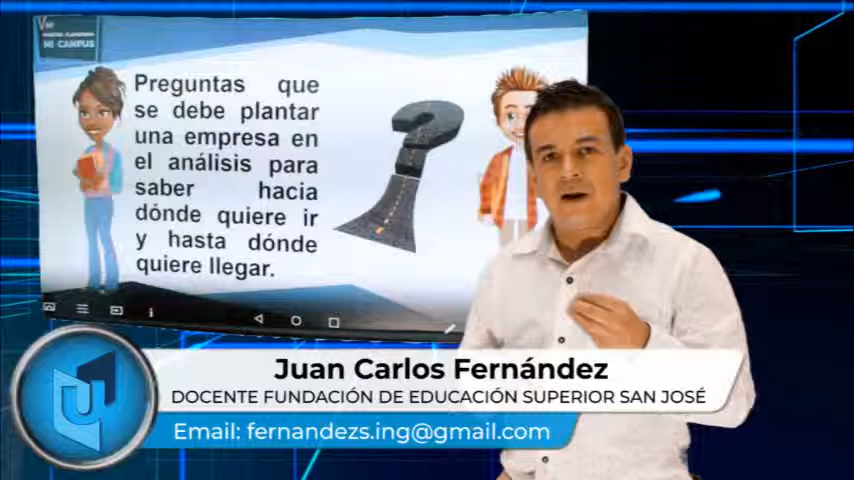 MI CAMPUS
Preguntas que
se debe plantar
una empresa en
el análisis para
saber hacia
dónde quiere ir
y hasta dónde
quiere llegar.
Juan Carlos Fernández
DOCENTE FUNDACIÓN DE EDUCACIÓN SUPERIOR SAN JOSÉ
Email: fernandezs.ing@gmail.com